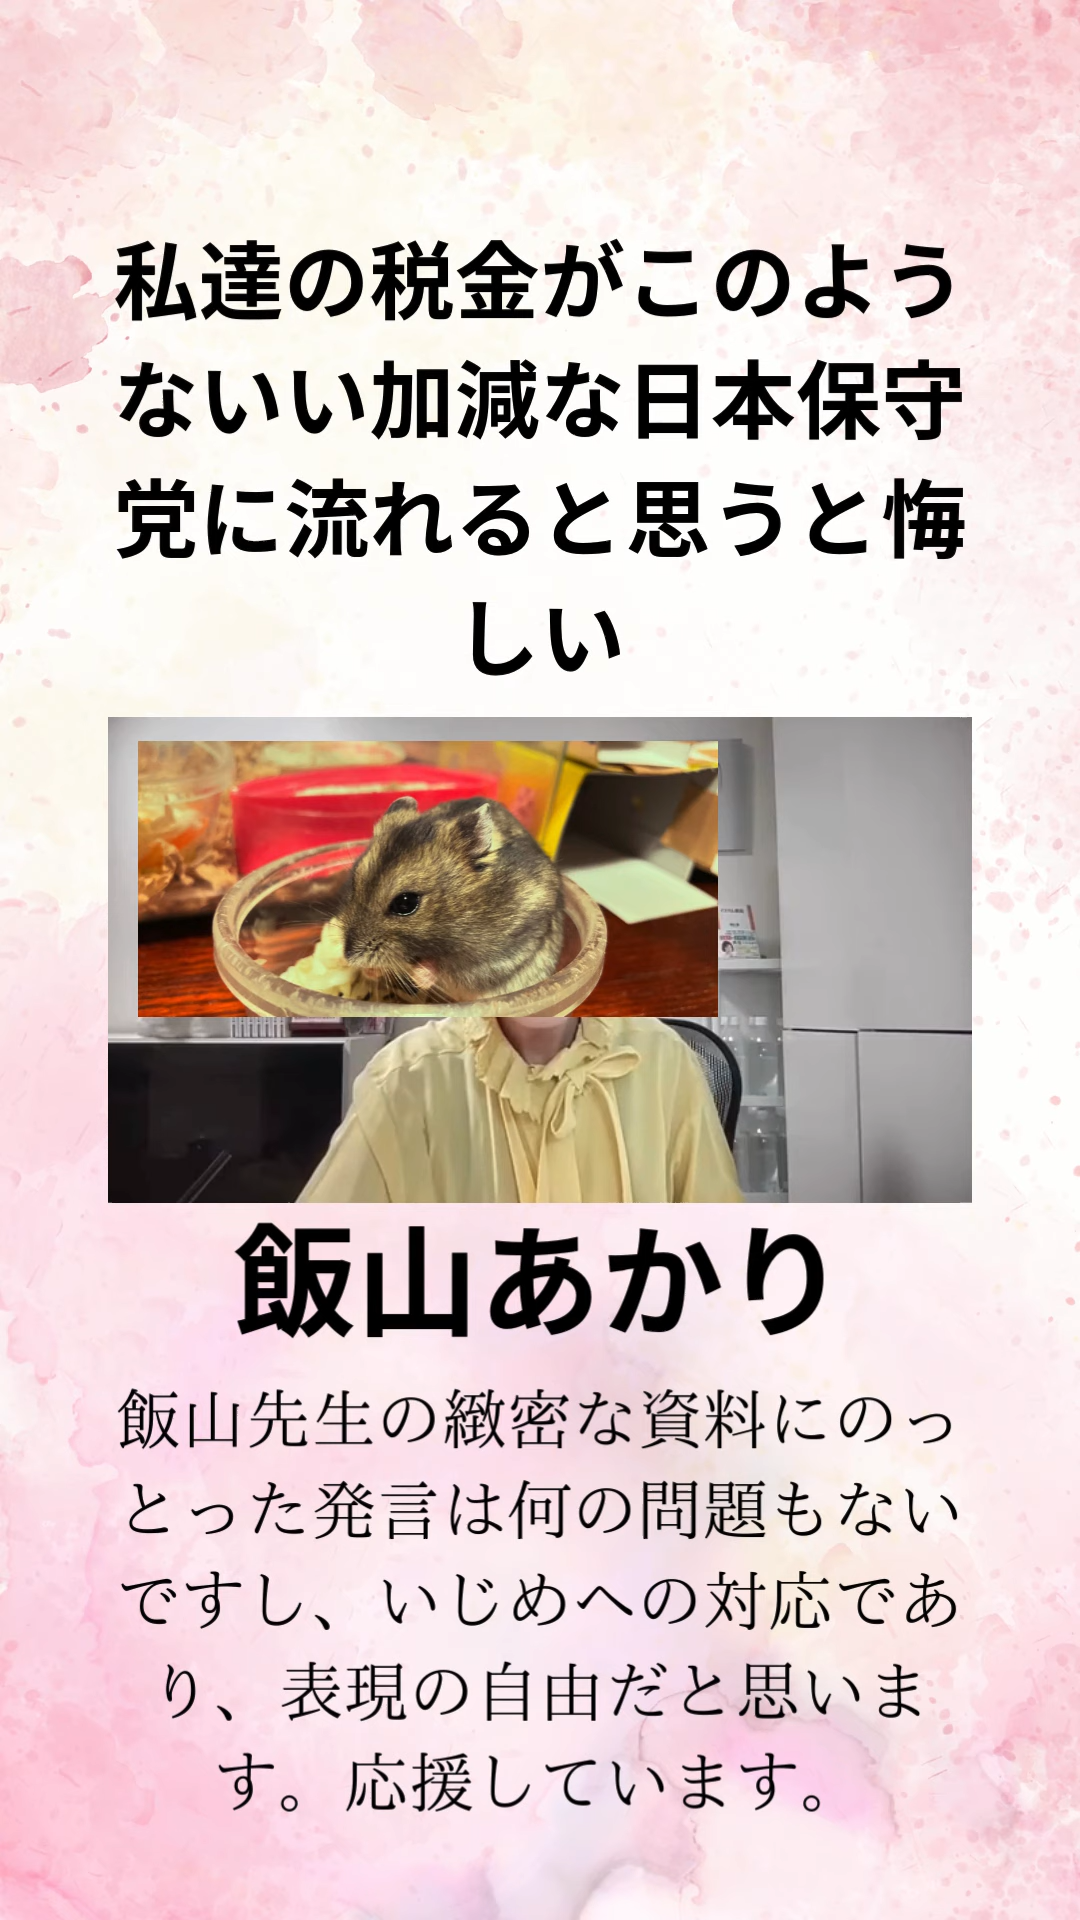 私達の税金がこのよう
ないい加減な日本保守
党に流れると思うと悔
しい
飯山あかり
飯山先生の緻密な資料にのっ
とった発言は何の問題もない
ですし、いじめへの対応であ
り、表現の自由だと思いま
す。応援しています。